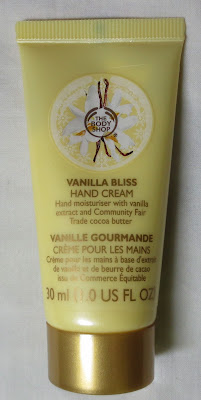 THE
BODY
SHOP
VANILLA BLISS
HAND CREAM
Hand moisturiser with vanilla
extract and Community Fair
Trade cocoa butter
VANILLE GOURMANDE
CRÈME POUR LES MAINS
Crème pour les mains à base d'extrait
de vanille et de beurre de cacao
issu de Commerce Équitable
30 ml (1.0 US FL OZ)